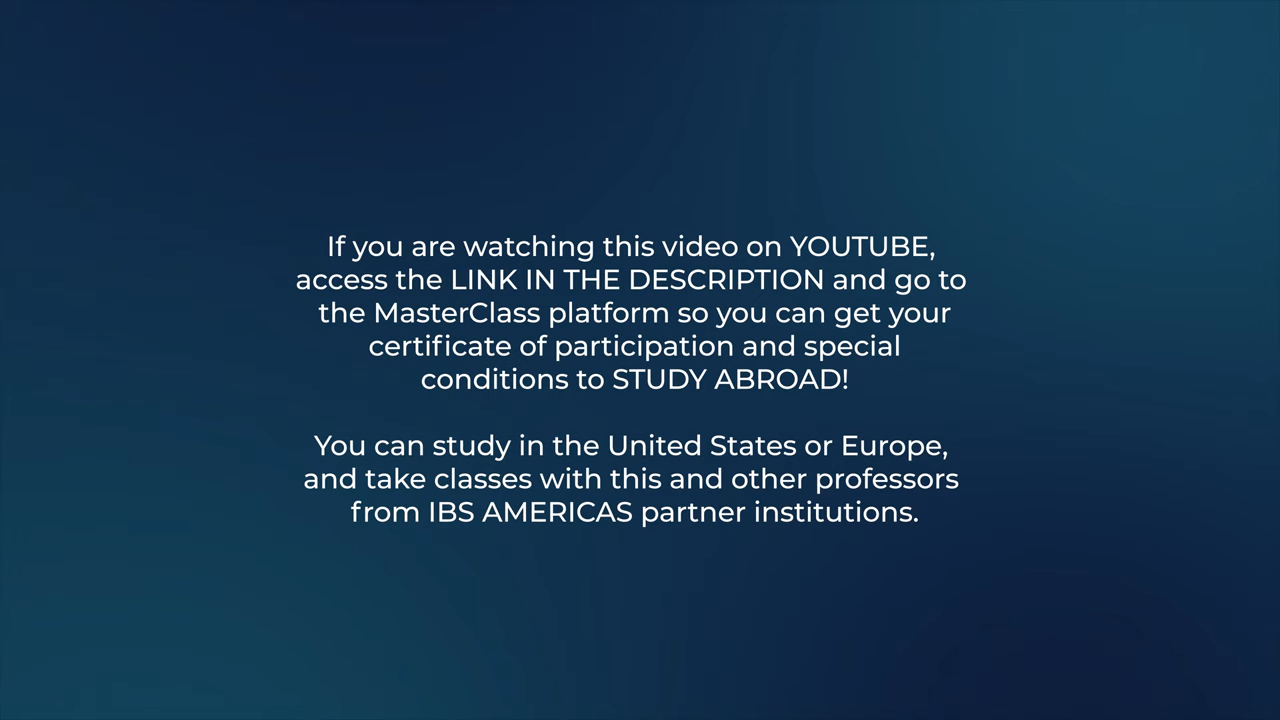 If you are watching this video on YOUTUBE,
access the LINK IN THE DESCRIPTION and go to
the MasterClass platform so you can get your
certificate of participation and special
conditions to STUDY ABROAD!
You can study in the United States or Europe,
and take classes with this and other professors
from IBS AMERICAS partner institutions.